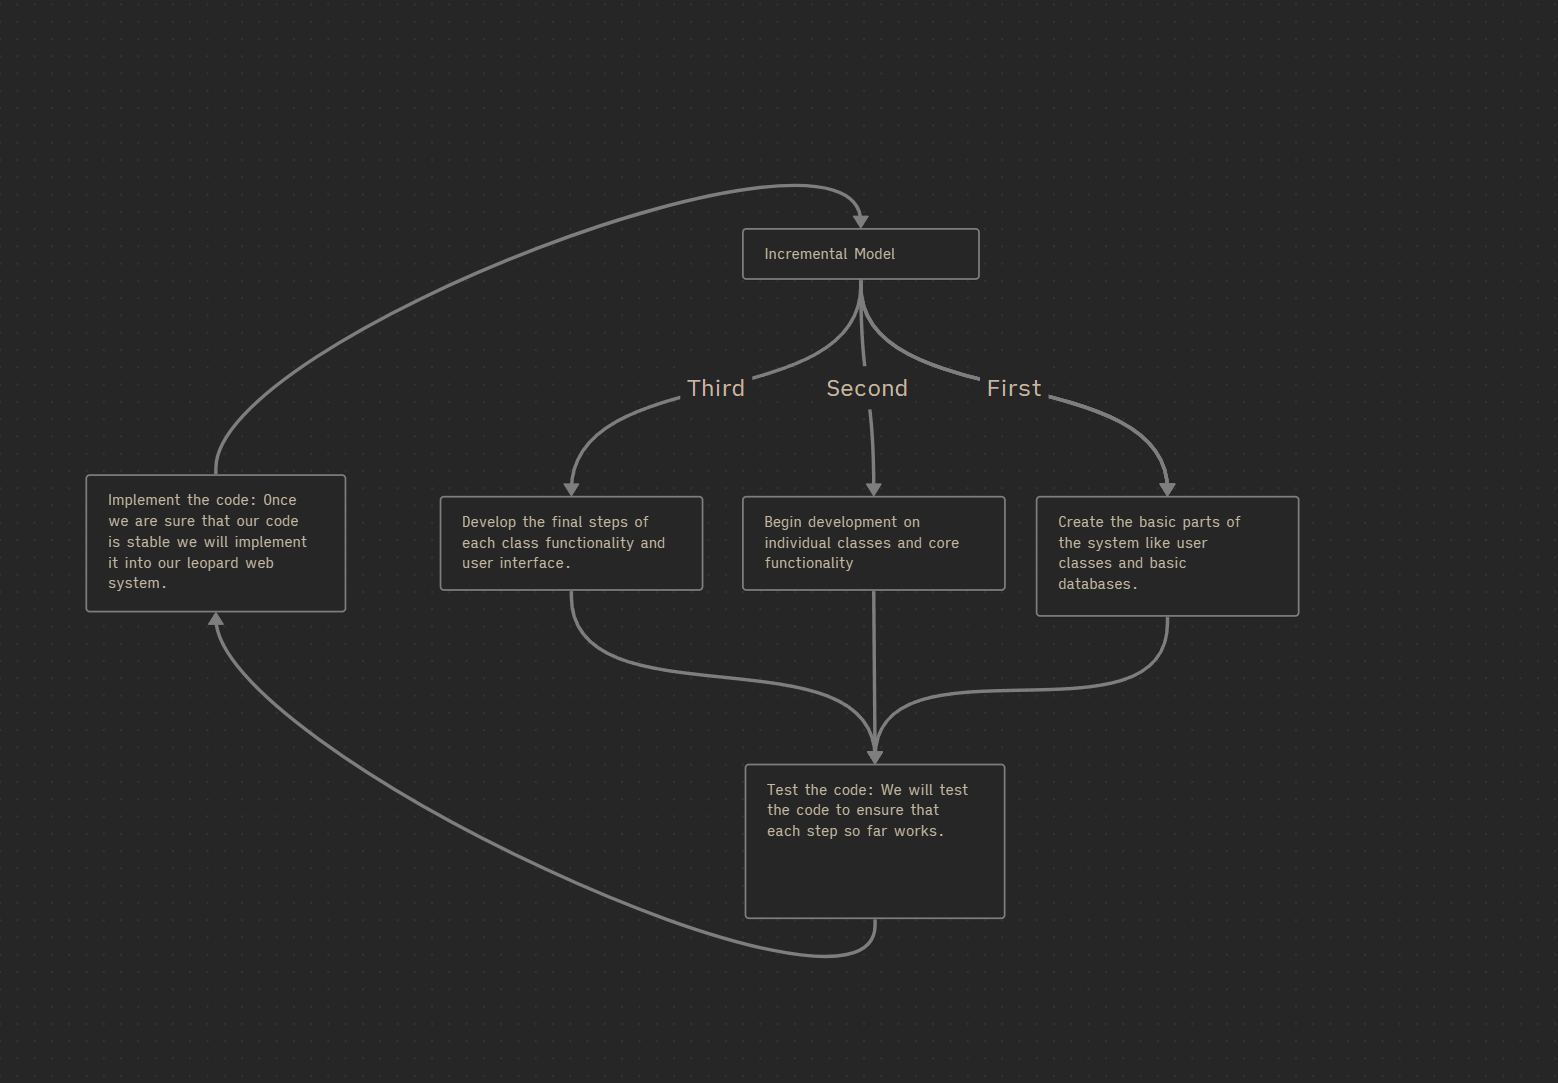 Incremental Model
Third
Second
First
Implement the code: Once
we are sure that our code
is stable we will implement
it into our leopard web
system.
Develop the final steps of
each class functionality and
user interface.
Begin development on
individual classes and core
functionality
Create the basic parts of
the system like user
classes and basic
databases.
Test the code: We will test
the code to ensure that
each step so far works.